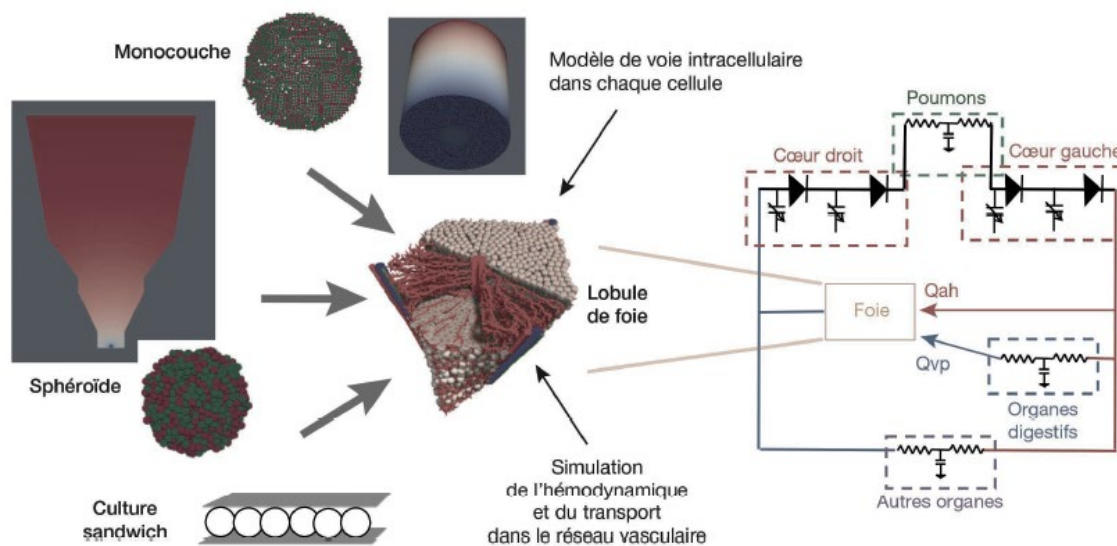 Monocouche
Modèle de voie intracellulaire
dans chaque cellule
Poumons
Cœur droit
Cœur gauche
Lobule
de foie
Foie
Qah
Qvp
Sphéroïde
Organes
digestifs
Simulation
de l'hémodynamique
et du transport
dans le réseau vasculaire
Culture
sandwich
Autres organes